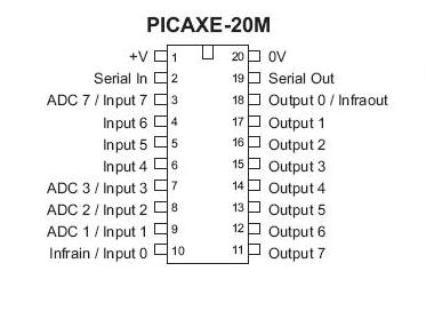 PICAXE-20M
+V 1 20 0V
Serial In 2 19 Serial Out
ADC 7 / Input 7 3 18 Output 0 / Infraout
Input 6 4 17 Output 1
Input 5 5 16 Output 2
Input 4 6 15 Output 3
ADC 3 / Input 3 7 14 Output 4
ADC 2 / Input 2 8 13 Output 5
ADC 1 / Input 1 9 12 Output 6
Infrain / Input 0 10 11 Output 7